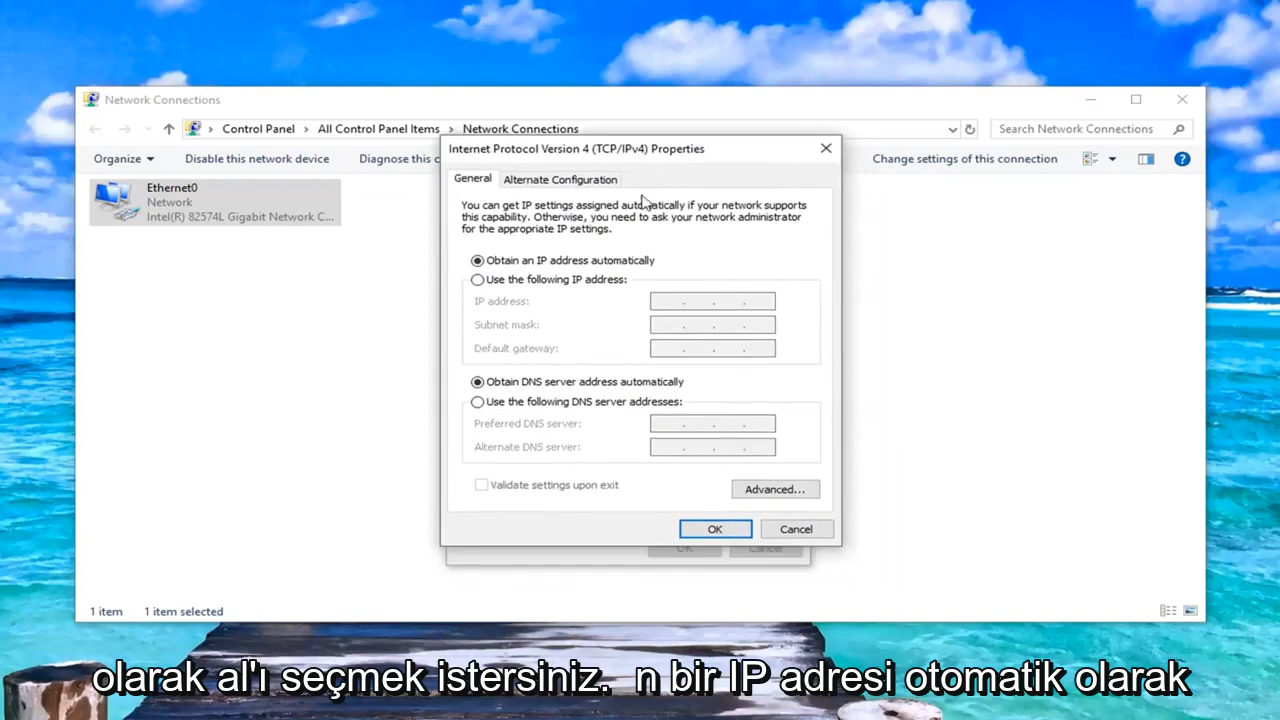 Network Connections
Control Panel > All Control Panel Items > Network Connections
Search Network Connections
Organize
Disable this network device
Diagnose this c
Change settings of this connection
Ethernet0
Network
Intel(R) 82574L Gigabit Network C...
Internet Protocol Version 4 (TCP/IPv4) Properties
General
Alternate Configuration
You can get IP settings assigned automatically if your network supports
this capability. Otherwise, you need to ask your network administrator
for the appropriate IP settings.
Obtain an IP address automatically
Use the following IP address:
IP address:
Subnet mask:
Default gateway:
Obtain DNS server address automatically
Use the following DNS server addresses:
Preferred DNS server:
Alternate DNS server:
Validate settings upon exit
Advanced...
OK
Cancel
OK
Cancel
1 item
1 item selected
olarak al'ı seçmek istersiniz. n bir IP adresi otomatik olarak